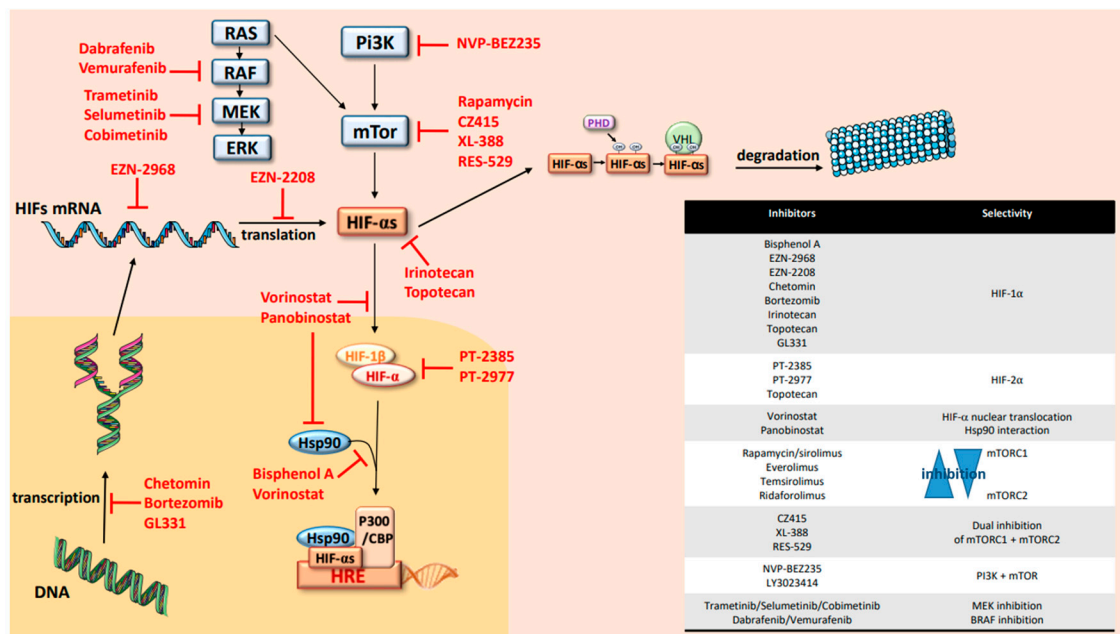 RAS
RAF
MEK
ERK
Dabrafenib
Vemurafenib
Trametinib
Selumetinib
Cobimetinib
Pi3K
NVP-BEZ235
mTor
Rapamycin
CZ415
XL-388
RES-529
EZN-2968
EZN-2208
HIFs mRNA
translation
HIF-αs
Irinotecan
Topotecan
PHD
HIF-αs
OH
OH
HIF-αs
VHL
OH
OH
HIF-αs
degradation
Vorinostat
Panobinostat
HIF-1β
HIF-α
PT-2385
PT-2977
Hsp90
Bisphenol A
Vorinostat
transcription
Chetomin
Bortezomib
GL331
DNA
Hsp90
P300
/CBP
HIF-αs
HRE
Inhibitors Selectivity
Bisphenol A
EZN-2968
EZN-2208
Chetomin
Bortezomib
Irinotecan
Topotecan
GL331
HIF-1α
PT-2385
PT-2977
Topotecan
HIF-2α
Vorinostat
Panobinostat
HIF-α nuclear translocation
Hsp90 interaction
Rapamycin/sirolimus
Everolimus
Temsirolimus
Ridaforolimus
mTORC1
inhibition
mTORC2
CZ415
XL-388
RES-529
Dual inhibition
of mTORC1 + mTORC2
NVP-BEZ235
LY3023414
PI3K + mTOR
Trametinib/Selumetinib/Cobimetinib
Dabrafenib/Vemurafenib
MEK inhibition
BRAF inhibition